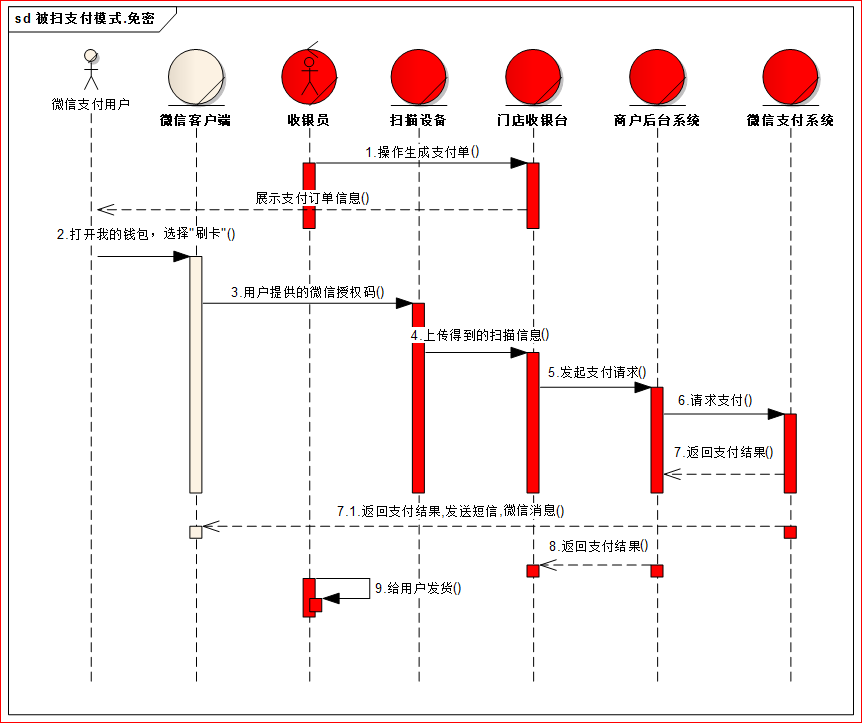 sd 被扫支付模式.免密
微信支付用户
微信客户端
收银员
扫描设备
门店收银台
商户后台系统
微信支付系统
1.操作生成支付单()
展示支付订单信息()
2.打开我的钱包，选择"刷卡"()
3.用户提供的微信授权码()
4.上传得到的扫描信息()
5.发起支付请求()
6.请求支付()
7.返回支付结果()
7.1.返回支付结果,发送短信,微信消息()
8.返回支付结果()
9.给用户发货()